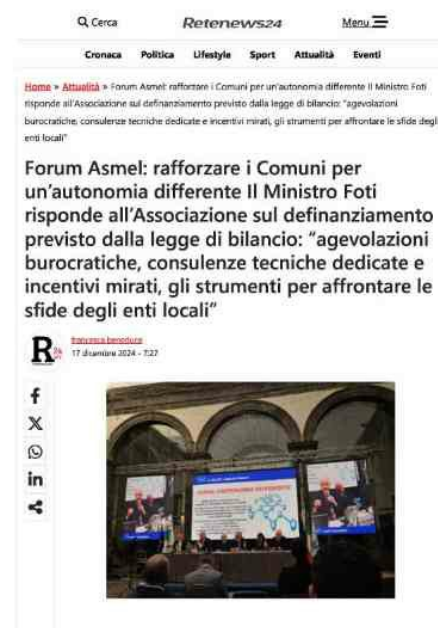 Cerca
Retenews24
Menu
Cronaca Politica Lifestyle Sport Attualità Eventi
Home » Attualità » Forum Asmel: rafforzare i Comuni per un'autonomia differente Il Ministro Foti
risponde all'Associazione sul definanziamento previsto dalla legge di bilancio: "agevolazioni
burocratiche, consulenze tecniche dedicate e incentivi mirati, gli strumenti per affrontare le sfide degli
enti locali"
Forum Asmel: rafforzare i Comuni per
un'autonomia differente Il Ministro Foti
risponde all'Associazione sul definanziamento
previsto dalla legge di bilancio: "agevolazioni
burocratiche, consulenze tecniche dedicate e
incentivi mirati, gli strumenti per affrontare le
sfide degli enti locali"
R
francesca benedu
17 dicembre 2024 - 7:27